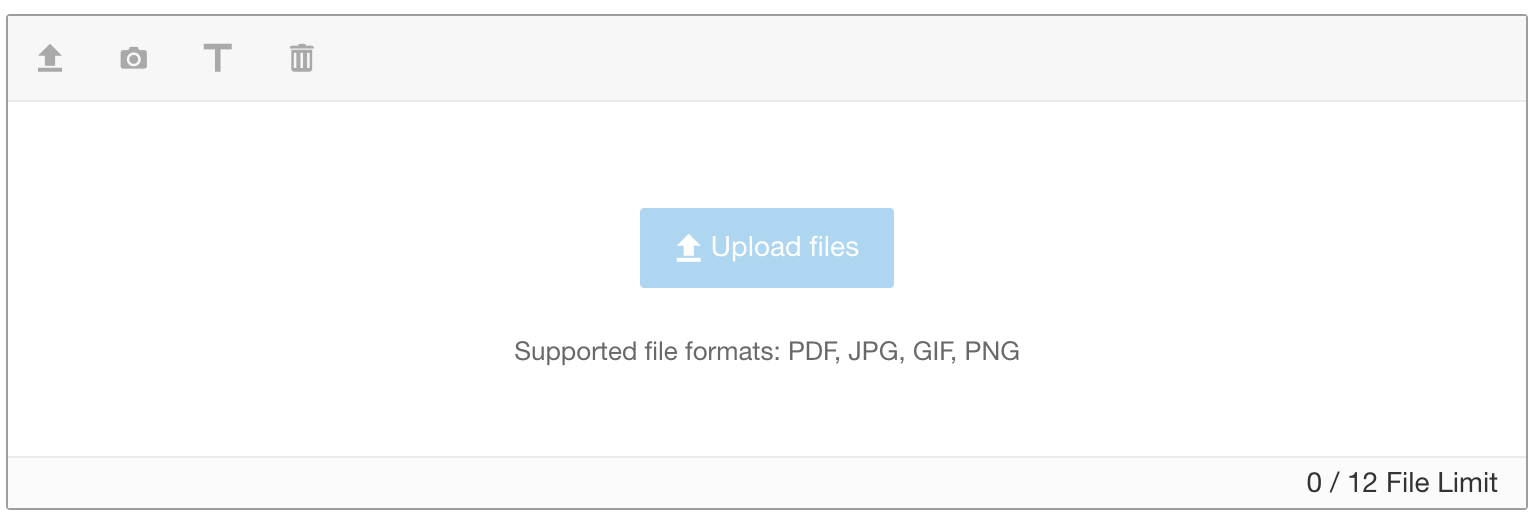 Upload files
Supported file formats: PDF, JPG, GIF, PNG
0 / 12 File Limit